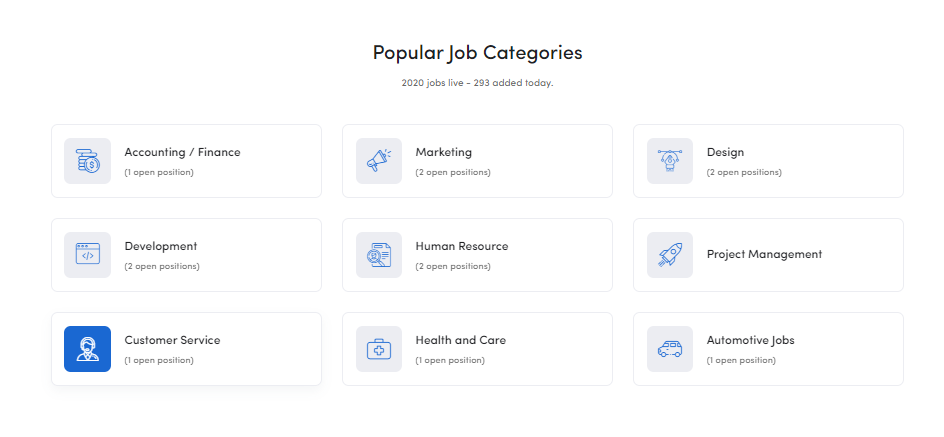 Popular Job Categories
2020 jobs live - 293 added today.
Accounting / Finance
(1 open position)
Marketing
(2 open positions)
Design
(2 open positions)
Development
(2 open positions)
Human Resource
(2 open positions)
Project Management
Customer Service
(1 open position)
Health and Care
(1 open position)
Automotive Jobs
(1 open position)